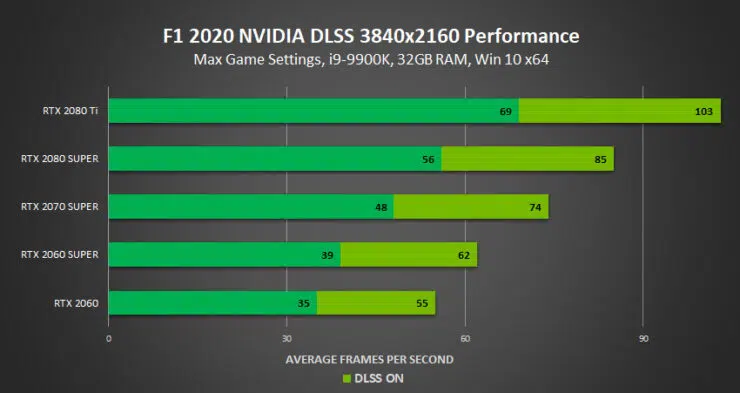 F1 2020 NVIDIA DLSS 3840x2160 Performance
Max Game Settings, i9-9900K, 32GB RAM, Win 10 x64
RTX 2080 Ti 69 103
RTX 2080 SUPER 56 85
RTX 2070 SUPER 48 74
RTX 2060 SUPER 39 62
RTX 2060 35 55
0 30 60 90
AVERAGE FRAMES PER SECOND
DLSS ON